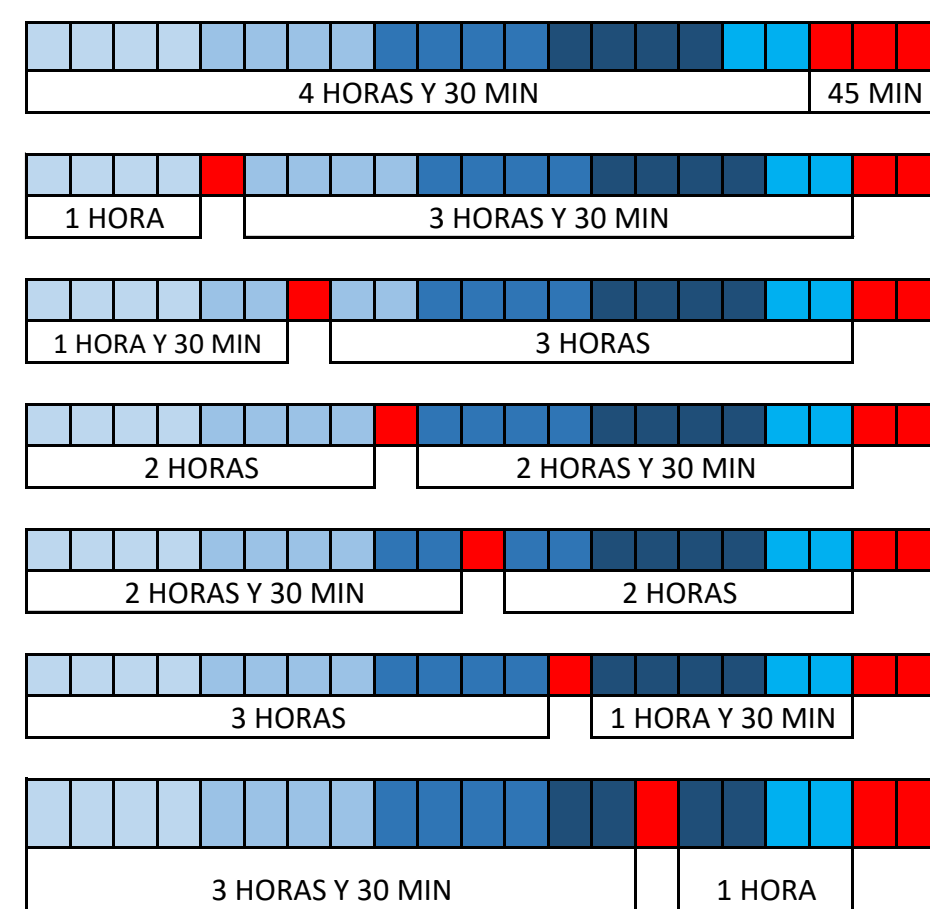 4 HORAS Y 30 MIN 45 MIN
1 HORA 3 HORAS Y 30 MIN
1 HORA Y 30 MIN 3 HORAS
2 HORAS 2 HORAS Y 30 MIN
2 HORAS Y 30 MIN 2 HORAS
3 HORAS 1 HORA Y 30 MIN
3 HORAS Y 30 MIN 1 HORA